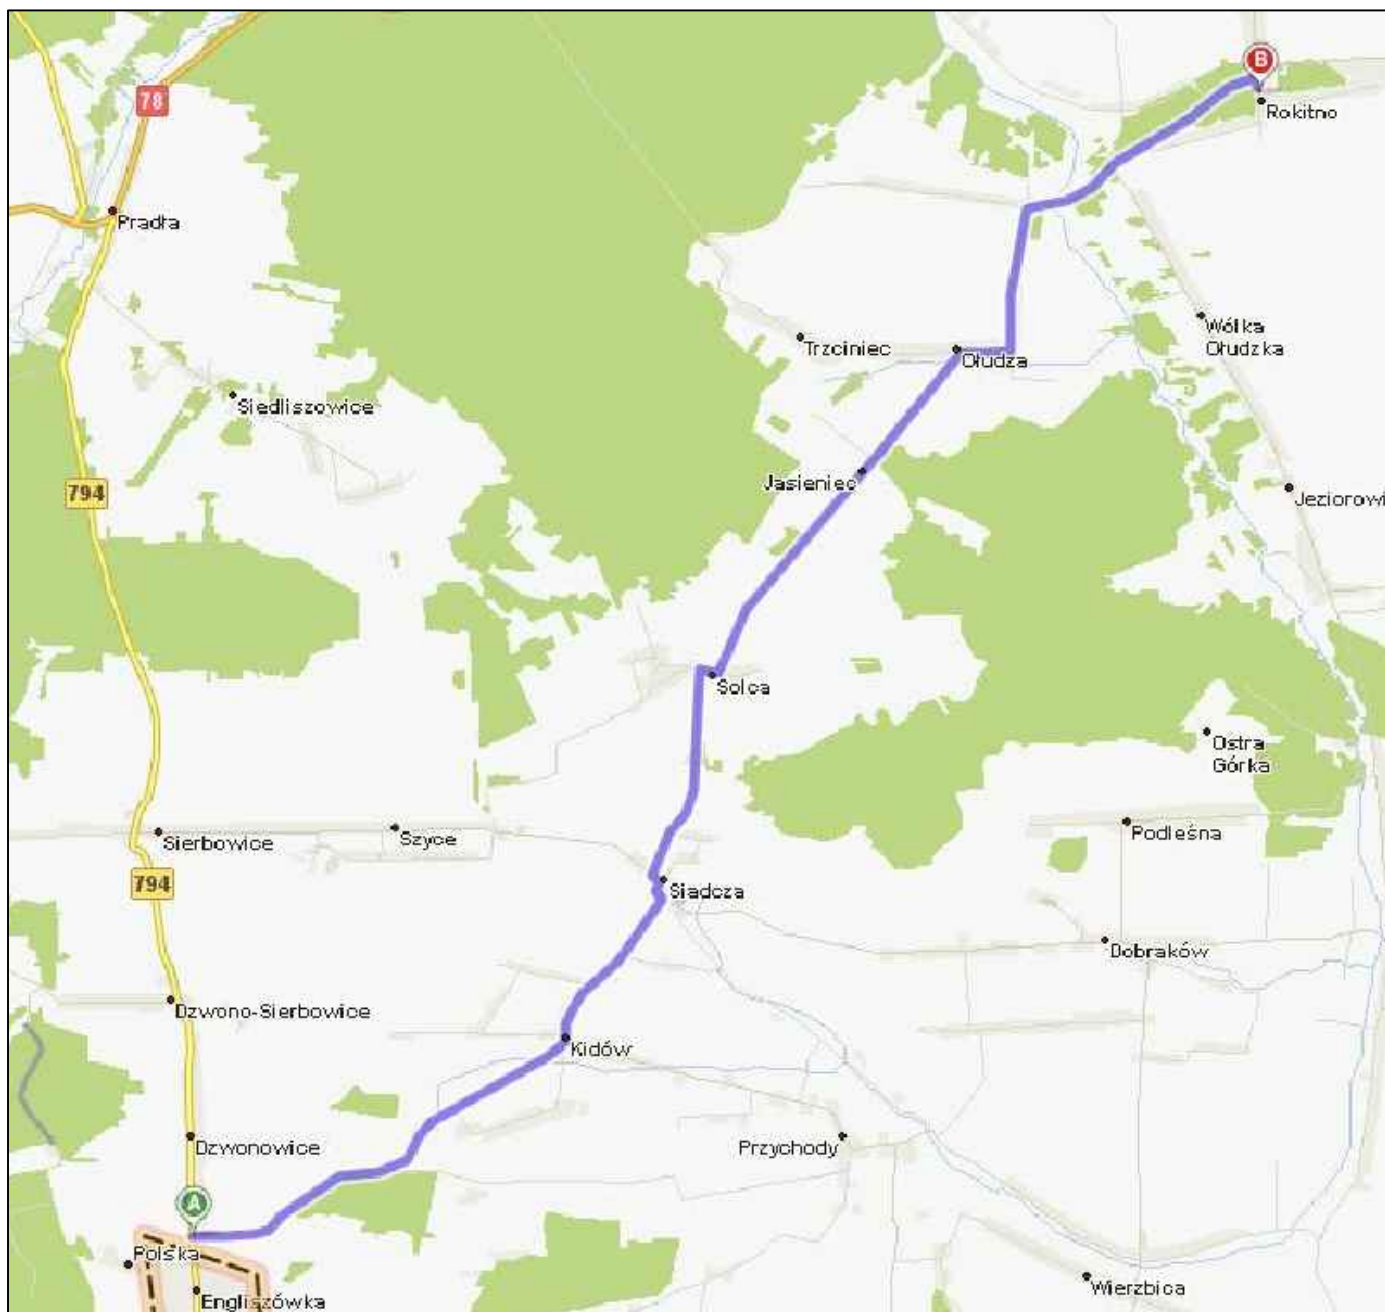 B
78
Rokitno
Pradła
Wólka
Ołudzka
Trzciniec
Ołudza
Siedliszowice
Jasieniec
794
Jeziorowi
Solca
Ostra
Górka
Sierbowice
Szyce
Podleśna
794
Siadcza
Dobraków
Dzwono-Sierbowice
Kidów
Dzwonowice
Przychody
A
Polska
Wierzbica
Engliszówka